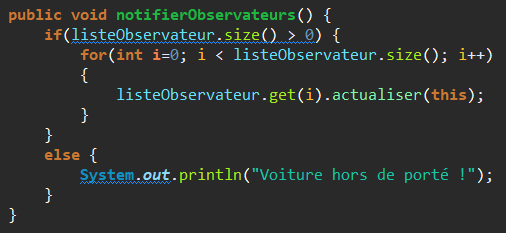 public void notifierObservateurs() {
if(listeObservateur.size() > 0) {
for(int i=0; i < listeObservateur.size(); i++)
{
listeObservateur.get(i).actualiser(this);
}
}
else {
System.out.println("Voiture hors de porté !");
}
}